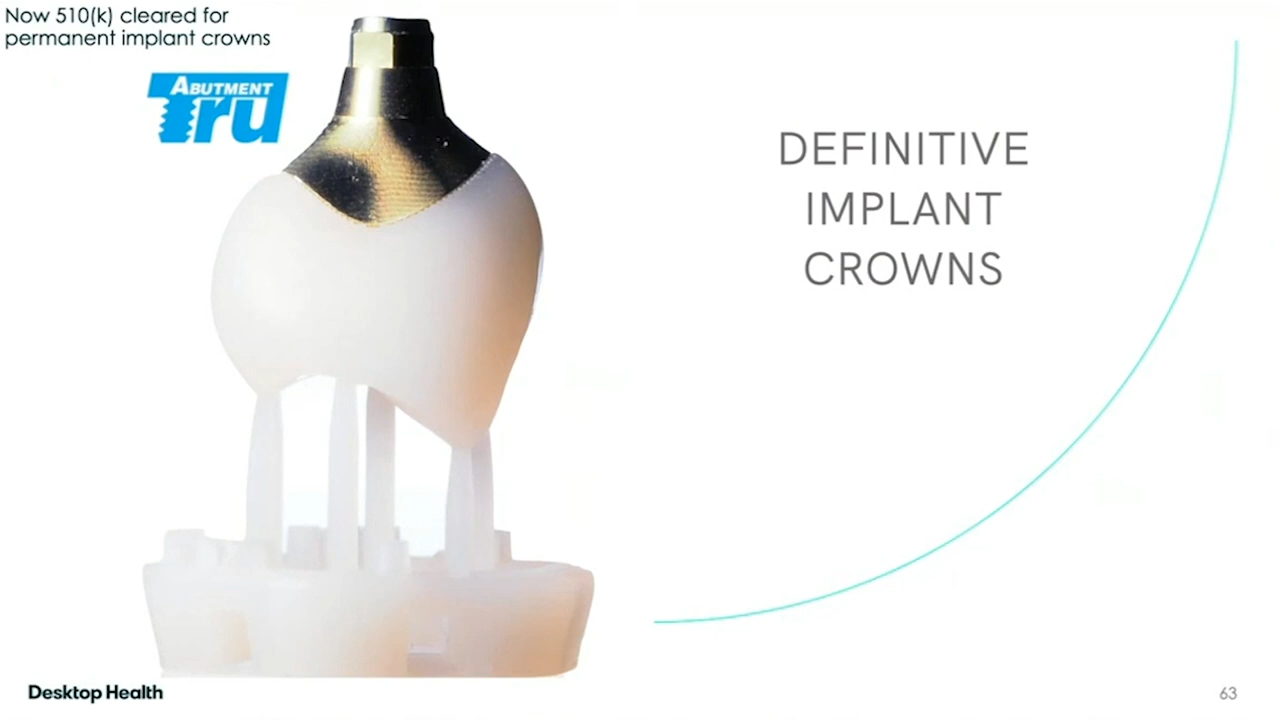 Now 510(k) cleared for
permanent implant crowns
ABUTMENT
Tru
DEFINITIVE
IMPLANT
CROWNS
Desktop Health
63